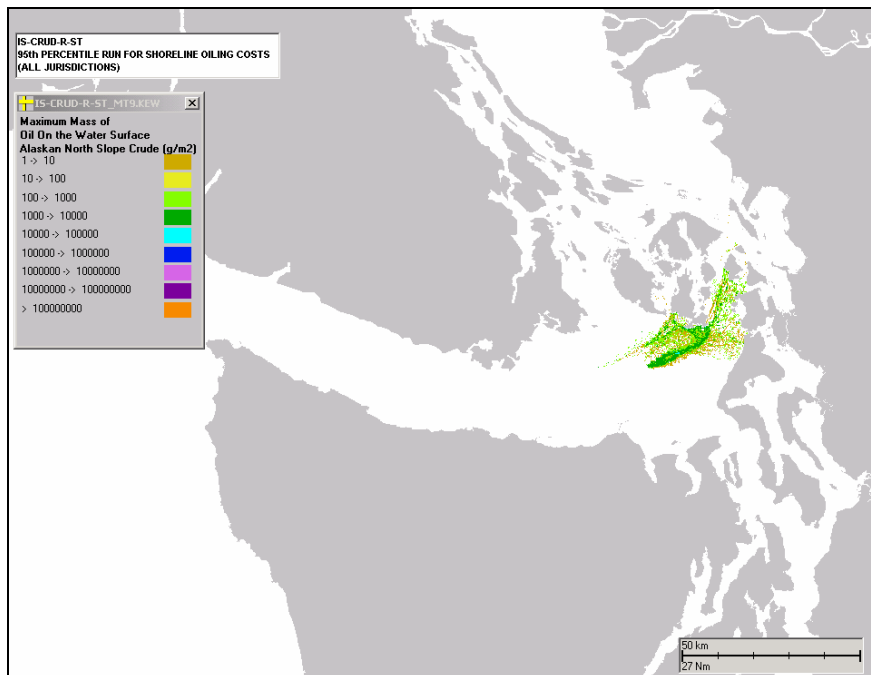 IS-CRUD-R-ST
95th PERCENTILE RUN FOR SHORELINE OILING COSTS
(ALL JURISDICTIONS)
IS-CRUD-R-ST_MT9.KEW
Maximum Mass of
Oil On the Water Surface
Alaskan North Slope Crude (g/m2)
1 -> 10
10 -> 100
100 -> 1000
1000 -> 10000
10000 -> 100000
100000 -> 1000000
1000000 -> 10000000
10000000 -> 100000000
> 100000000
50 km
27 Nm